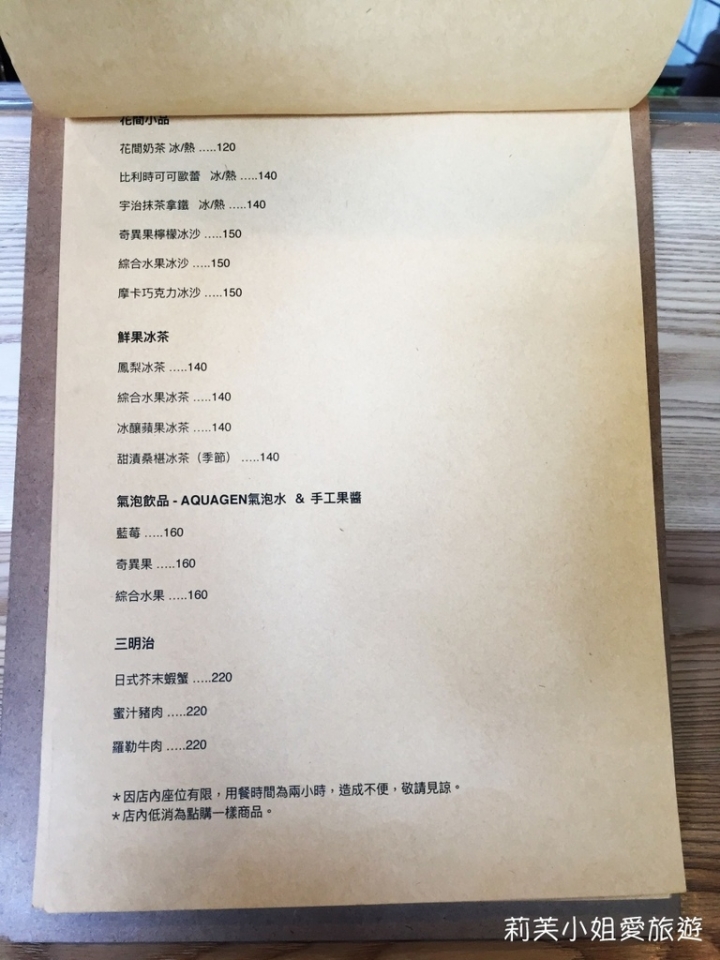 花間小品
花間奶茶 冰/熱 .....120
比利時可可歐蕾 冰/熱 .....140
宇治抹茶拿鐵 冰/熱 .....140
奇異果檸檬冰沙 .....150
綜合水果冰沙 .....150
摩卡巧克力冰沙 .....150
鮮果冰茶
鳳梨冰茶 .....140
綜合水果冰茶 .....140
冰釀蘋果冰茶 .....140
甜漬桑椹冰茶（季節） .....140
氣泡飲品 - AQUAGEN氣泡水 & 手工果醬
藍莓 .....160
奇異果 .....160
綜合水果 .....160
三明治
日式芥末蝦蟹 .....220
蜜汁豬肉 .....220
羅勒牛肉 .....220
＊因店內座位有限，用餐時間為兩小時，造成不便，敬請見諒。
＊店內低消為點購一樣商品。
莉芙小姐愛旅遊